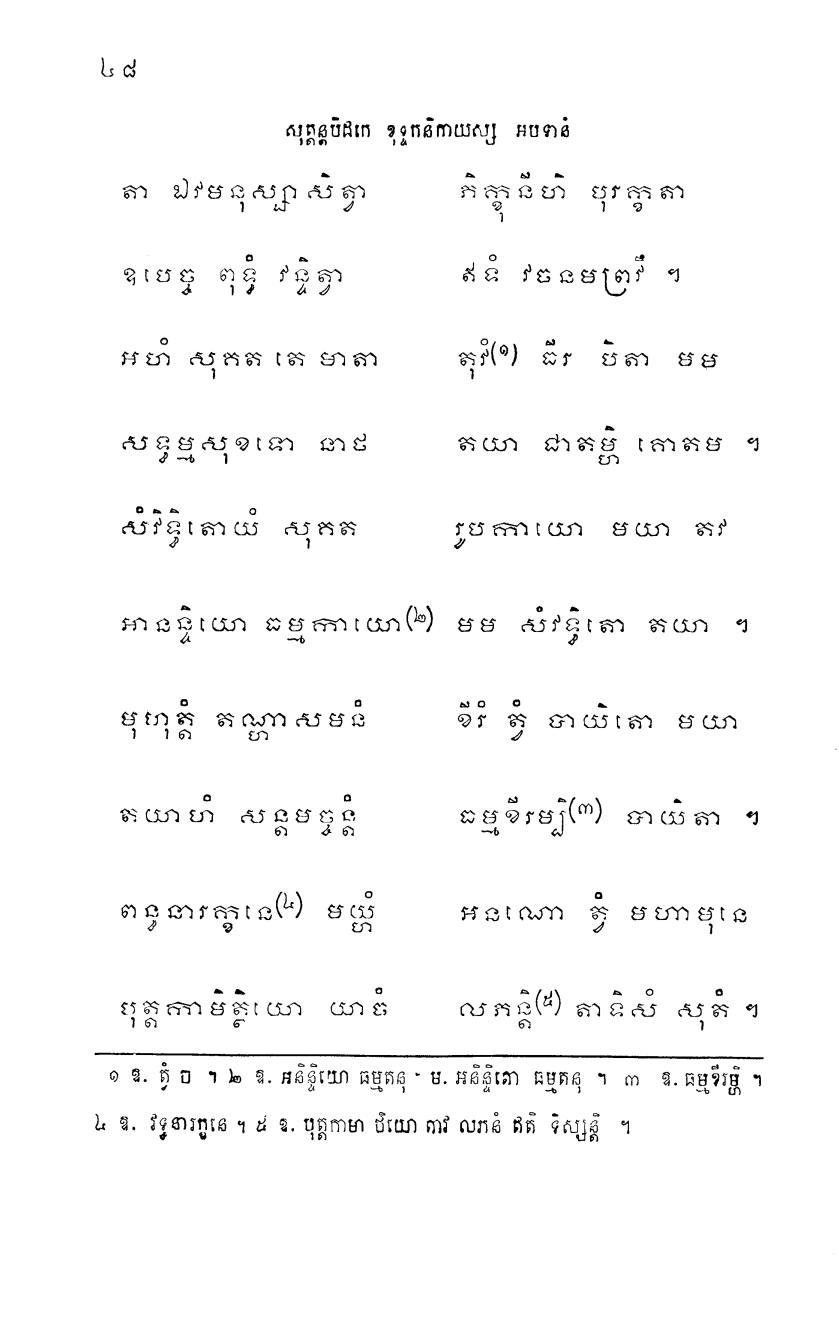 ៤៨
សុត្តន្តបិដកេ ខុទ្ទកនិកាយស្ស អបទានំ
តា ឯវមនុស្សាសិត្វា ភិក្ខុនីហិ បុរក្ខតា
ឧបេច្ច ពុទ្ធំ វន្ទិត្វា ឥទំ វចនមព្រវឹ ។
អហំ សុគត តេ មាតា តុវំ(១) ធីរ បិតា មម
សទ្ធម្មសុខទោ នាថ តយា ជាតម្ហិ គោតម ។
សំវិទ្ធិតោយំ សុគត រូបកាយោ មយា តវ
អានន្ទិយោ ធម្មកាយោ(២) មម សំវទ្ធិតោ តយា ។
មុហុត្តំ តណ្ហាសមនំ ខីរំ ត្វំ បាយិតោ មយា
តយាហំ សន្តមច្ចន្តំ ធម្មខីរម្បិ(៣) បាយិតា ។
ពន្ធនារក្ខនេ(៤) មយ្ហំ អនណោ ត្វំ មហាមុនេ
បុត្តកាមិត្ថិយោ យាចំ លភន្តិ(៥) តាទិសំ សុតំ ។
១ ឧ. ត្វំ ច ។ ២ ឧ. អនិន្ទិយោ ធម្មតនុ - ម. អនិន្ទិតោ ធម្មតនុ ។ ៣ ឧ. ធម្មខីរម្ហិ ។
៤ ឧ. វទ្ធនារក្ខនេ ។ ៥ ឧ. បុត្តកាមា ថិយោ តាវ លភនំ ឥតិ ទិស្សន្តិ ។